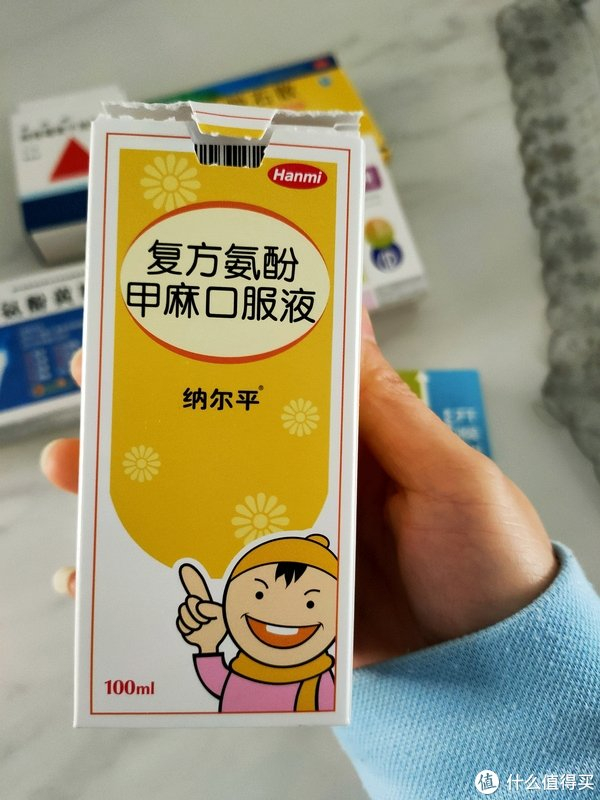 Hanmi
复方氨酚
甲麻口服液
纳尔平®
100ml
值 什么值得买